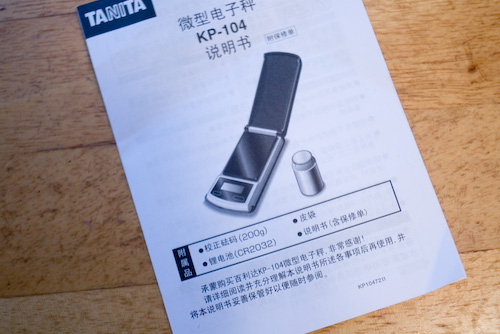 TANITA
微型电子秤
KP-104
说明书
附保修单
附属品
●校正砝码(200g)
●皮袋
●锂电池(CR2032)
●说明书(含保修单)
承蒙购买百利达KP-104微型电子秤,非常感谢!
请详细阅读并充分理解本说明书所述各事项后再使用,并
将本说明书妥善保管好以便随时参阅。